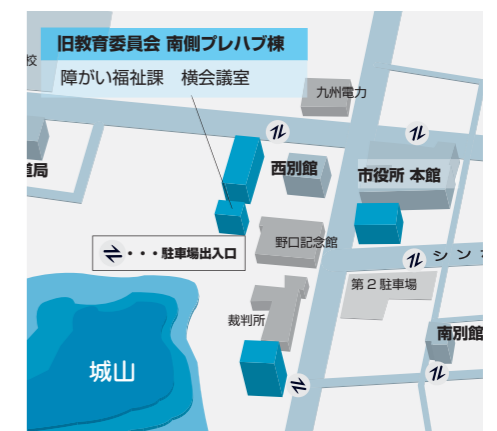 旧教育委員会 南側プレハブ棟
障がい福祉課　横会議室
校
九州電力
道局
西別館
市役所 本館
野口記念館
⇌・・・駐車場出入口
シン
第2駐車場
裁判所
南別館
城山